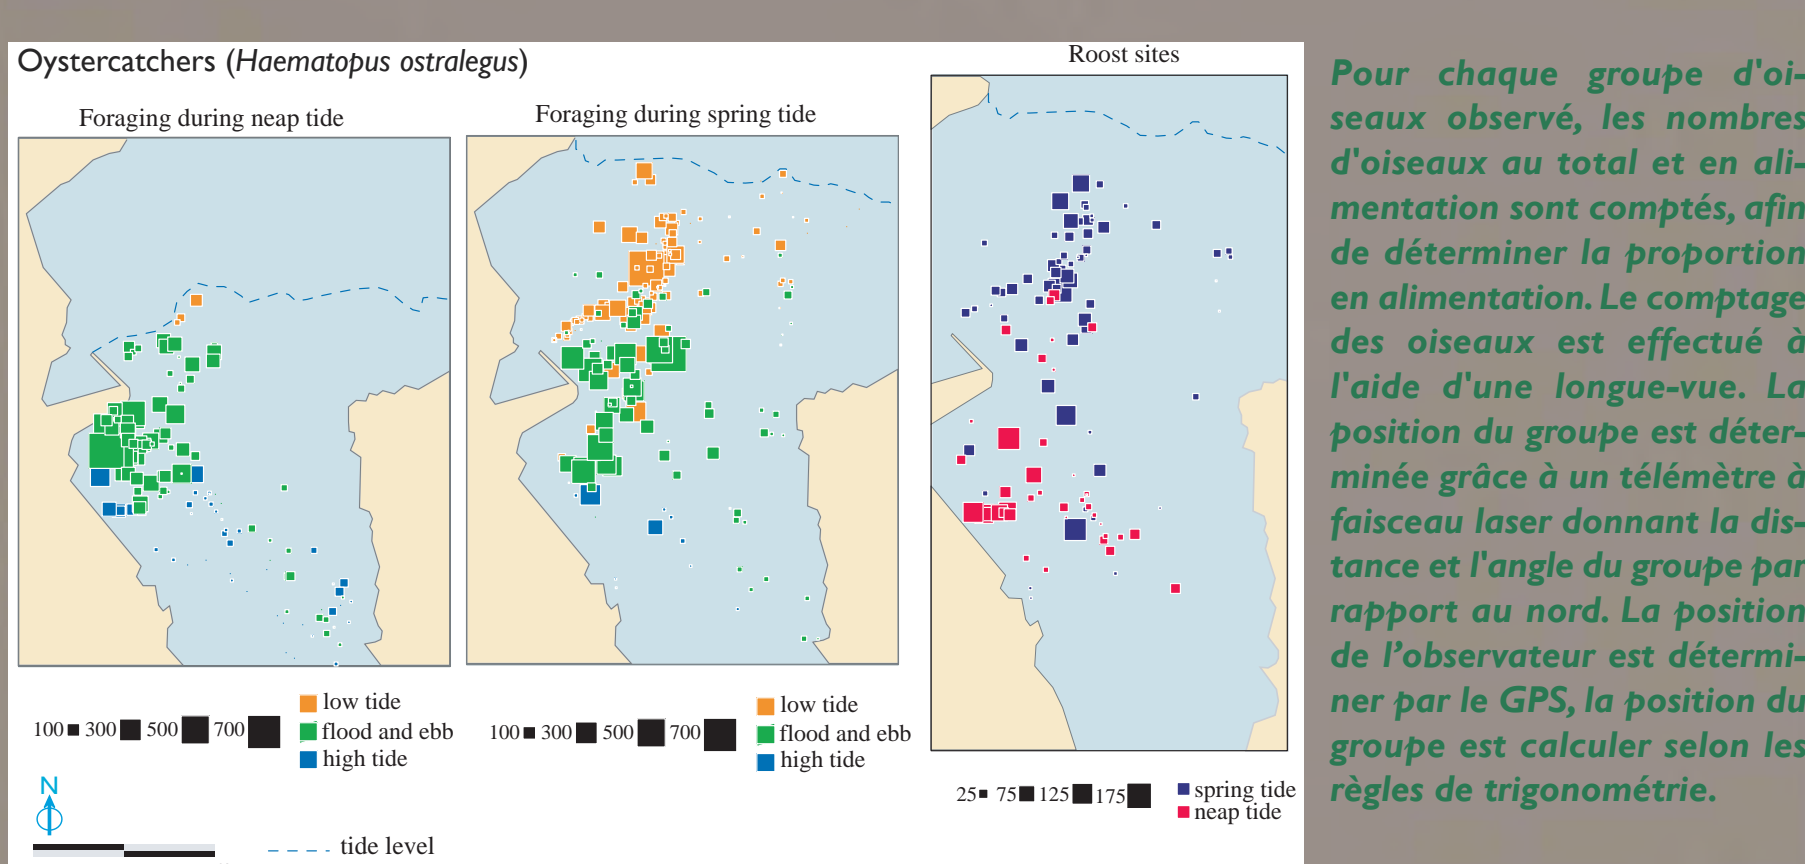 Oystercatchers (Haematopus ostralegus)
Foraging during neap tide
Foraging during spring tide
Roost sites
100 300 500 700
low tide
flood and ebb
high tide
100 300 500 700
low tide
flood and ebb
high tide
25 75 125 175
spring tide
neap tide
N
tide level
Pour chaque groupe d'oi-
seaux observé, les nombres
d'oiseaux au total et en ali-
mentation sont comptés, afin
de déterminer la proportion
en alimentation. Le comptage
des oiseaux est effectué à
l'aide d'une longue-vue. La
position du groupe est déter-
minée grâce à un télémètre à
faisceau laser donnant la dis-
tance et l'angle du groupe par
rapport au nord. La position
de l'observateur est détermi-
ner par le GPS, la position du
groupe est calculer selon les
règles de trigonométrie.